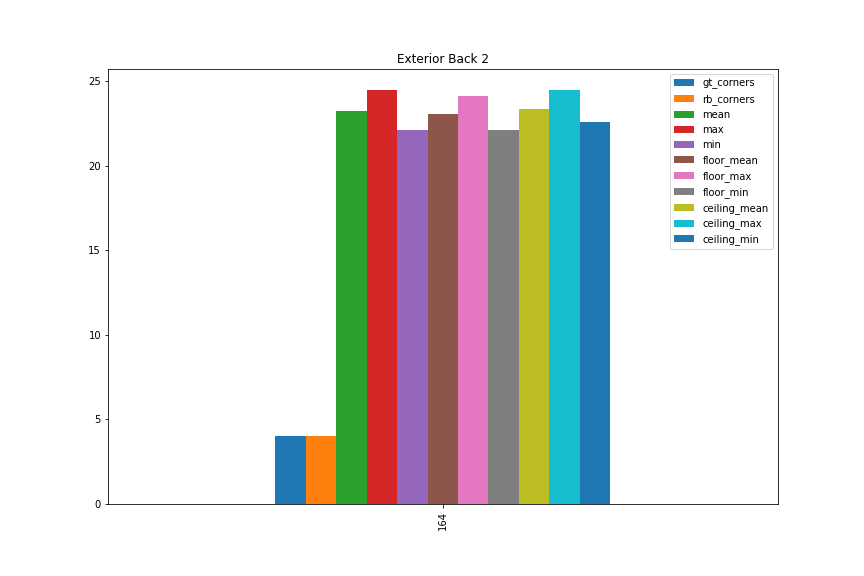 Exterior Back 2
25
20
15
10
5
0
164
gt_corners
rb_corners
mean
max
min
floor_mean
floor_max
floor_min
ceiling_mean
ceiling_max
ceiling_min